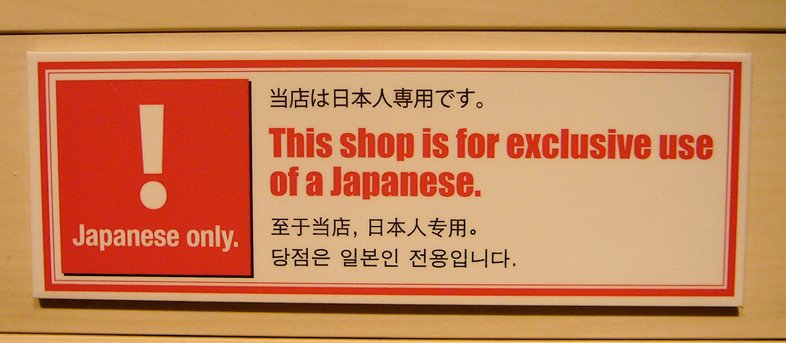 当店は日本人専用です。
This shop is for exclusive use
of a Japanese.
至于当店, 日本人专用。
당점은 일본인 전용입니다.
!
Japanese only.